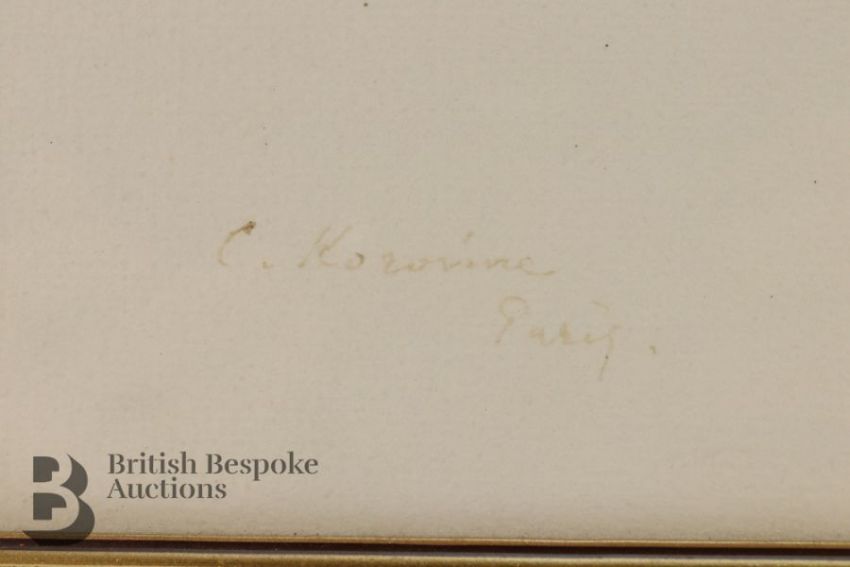 C. Korovine
Paris.
British Bespoke
Auctions